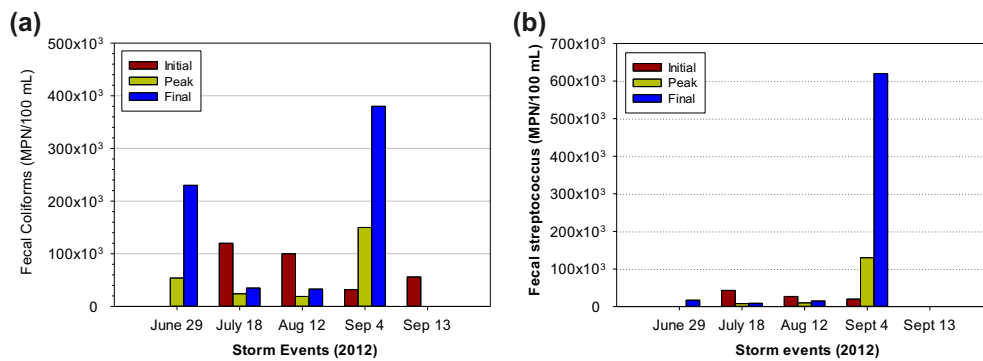 (a)
Fecal Coliforms (MPN/100 mL)
500x10³
400x10³
300x10³
200x10³
100x10³
0
Initial
Peak
Final
June 29 July 18 Aug 12 Sep 4 Sep 13
Storm Events (2012)
(b)
Fecal streptococcus (MPN/100 mL)
700x10³
600x10³
500x10³
400x10³
300x10³
200x10³
100x10³
0
Initial
Peak
Final
June 29 July 18 Aug 12 Sept 4 Sept 13
Storm events (2012)